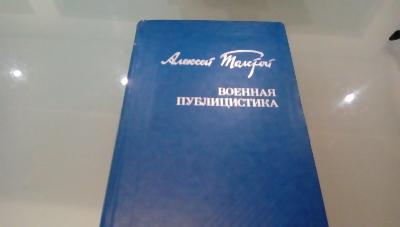 Алексей Толстой
ВОЕННАЯ
ПУБЛИЦИСТИКА